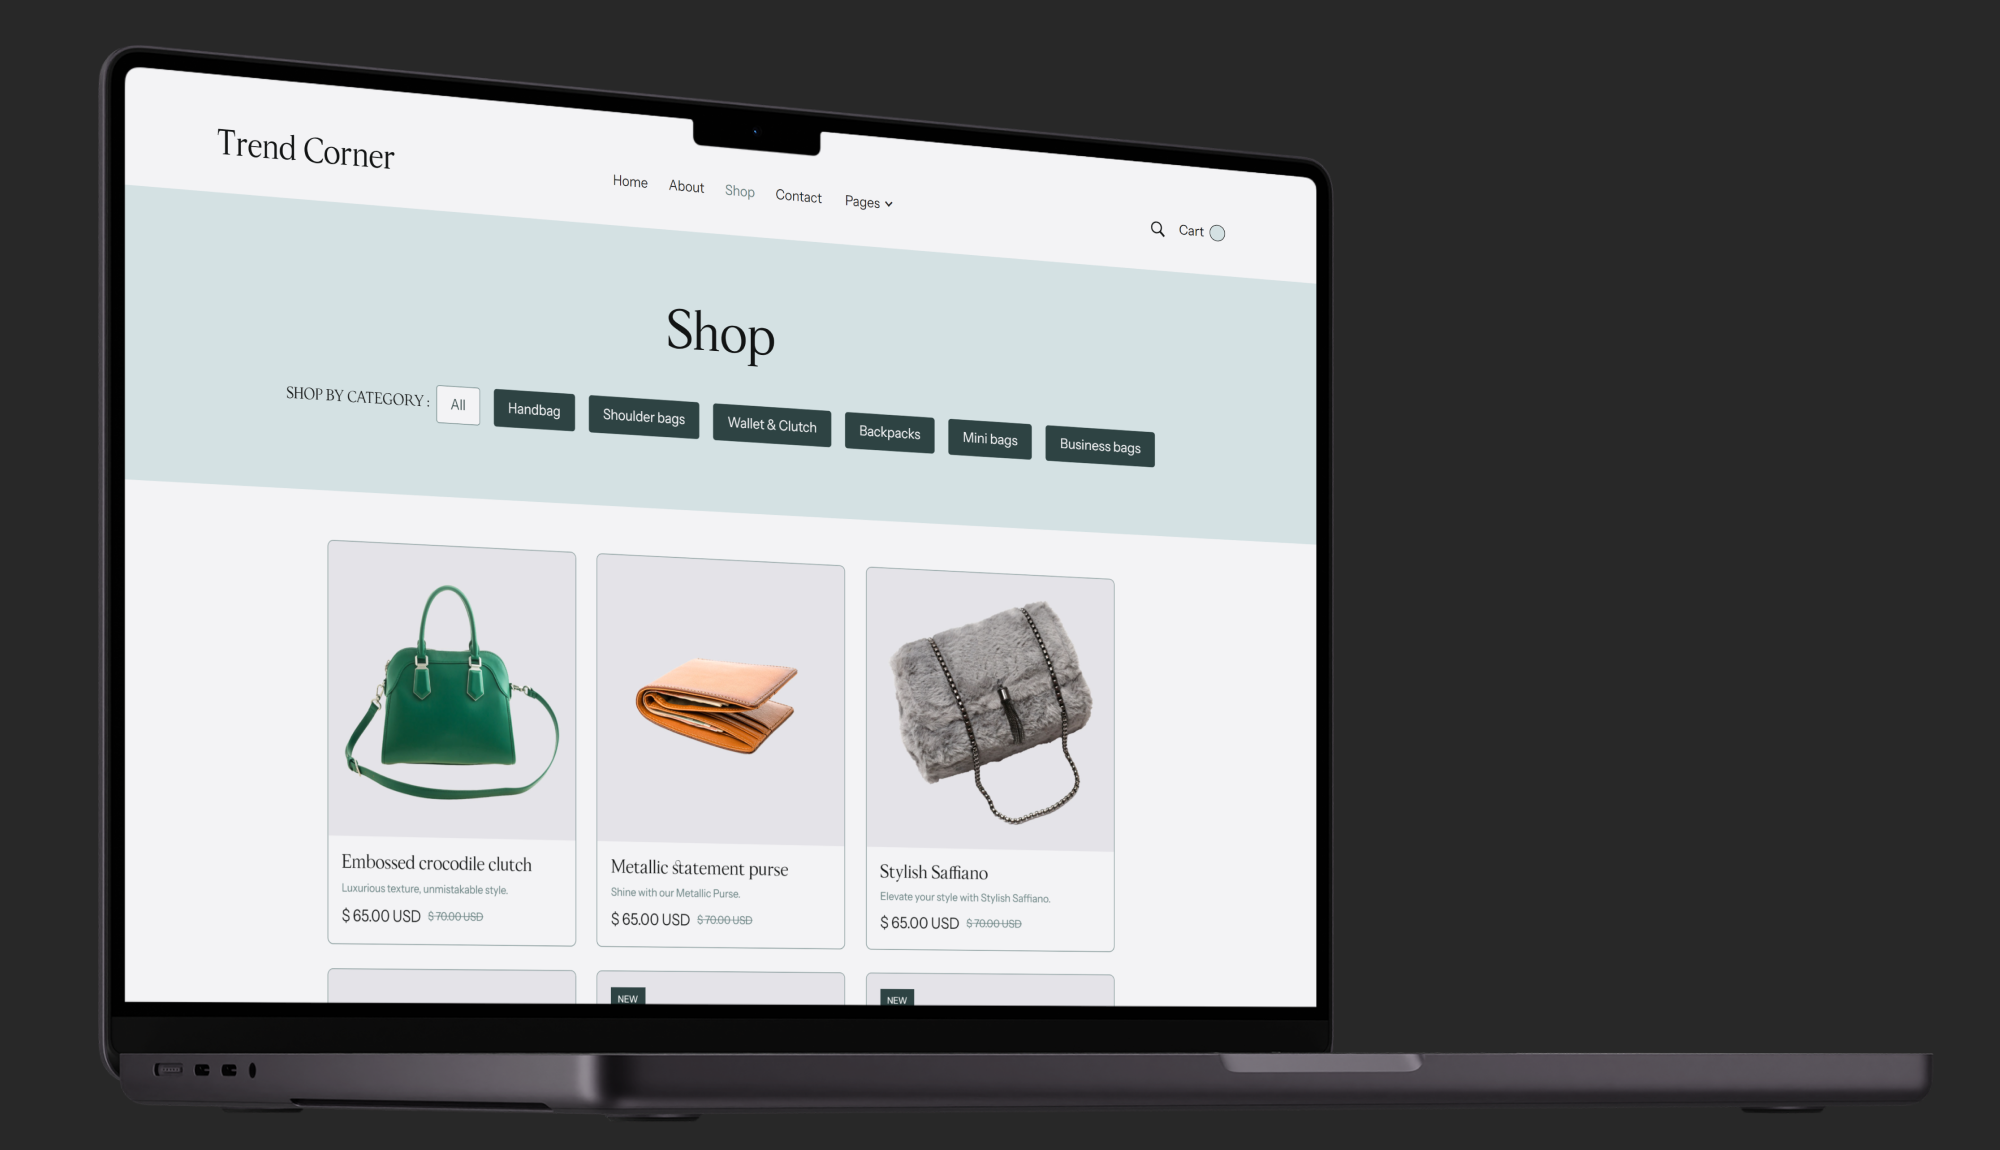 Trend Corner
Home About Shop Contact Pages
Cart
Shop
SHOP BY CATEGORY : All Handbag Shoulder bags Wallet & Clutch Backpacks Mini bags Business bags
Embossed crocodile clutch
Luxurious texture, unmistakable style.
$ 65.00 USD $ 70.00 USD
Metallic statement purse
Shine with our Metallic Purse.
$ 65.00 USD $ 70.00 USD
Stylish Saffiano
Elevate your style with Stylish Saffiano.
$ 65.00 USD $ 70.00 USD
NEW
NEW